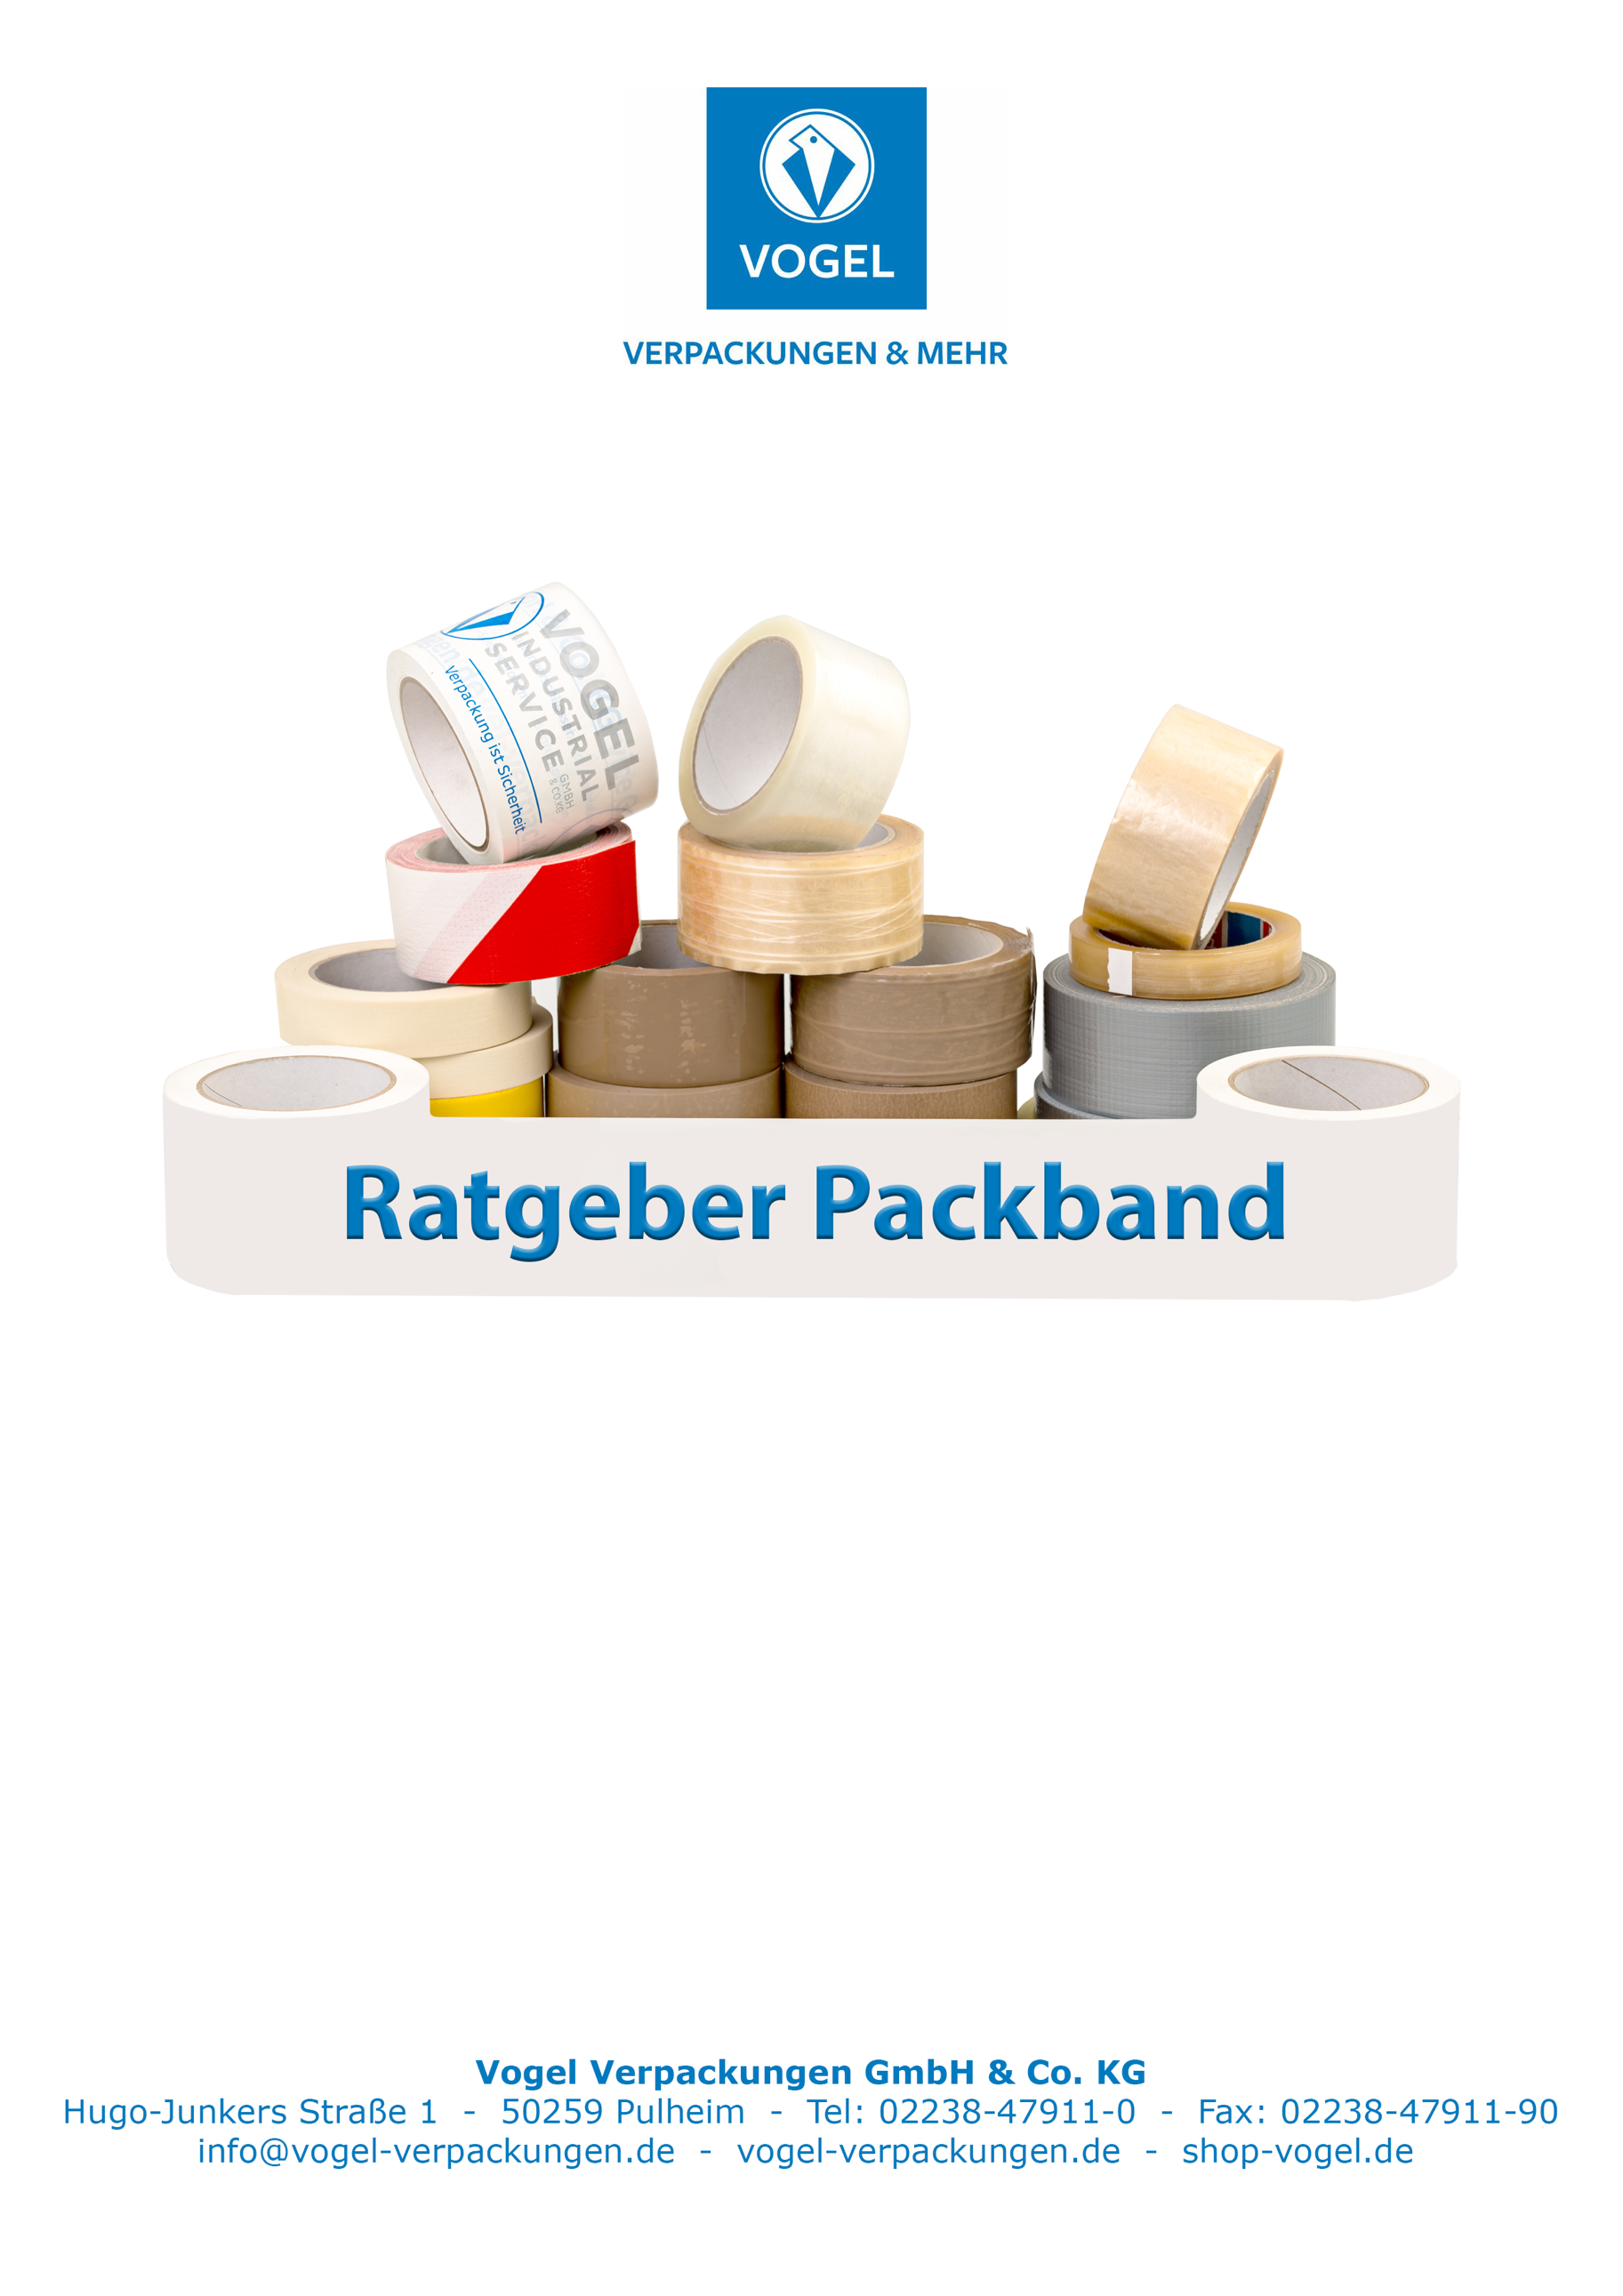 VOGEL
VERPACKUNGEN & MEHR
VOGEL
INDUSTRIAL
SERVICE
GMBH
& CO.KG
Verpackung ist Sicherheit
Ratgeber Packband
Vogel Verpackungen GmbH & Co. KG
Hugo-Junkers Straße 1 - 50259 Pulheim - Tel: 02238-47911-0 - Fax: 02238-47911-90
info@vogel-verpackungen.de - vogel-verpackungen.de - shop-vogel.de